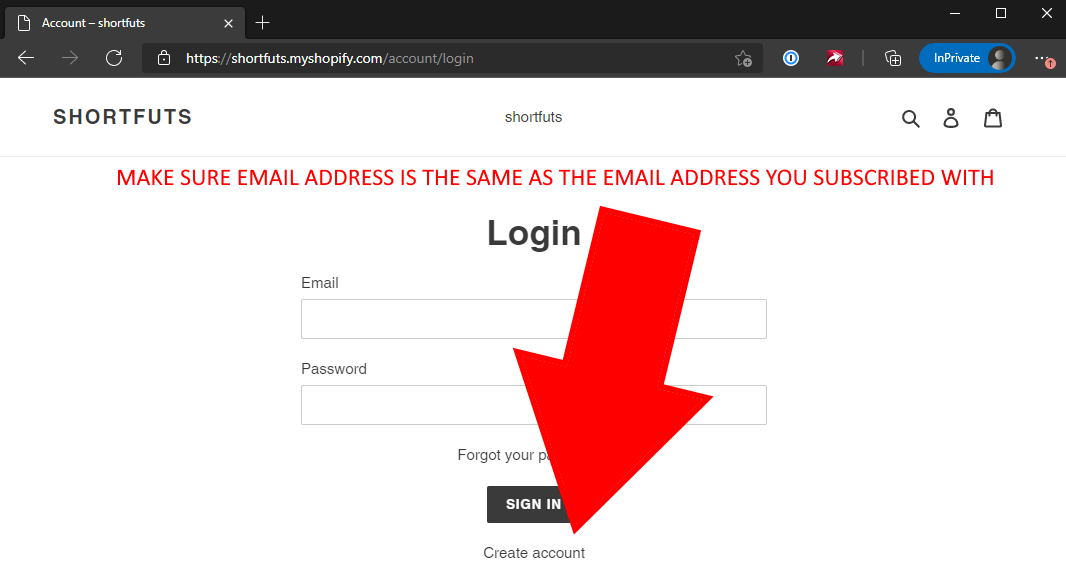 Account – shortfuts
https://shortfuts.myshopify.com/account/login
InPrivate
SHORTFUTS
shortfuts
MAKE SURE EMAIL ADDRESS IS THE SAME AS THE EMAIL ADDRESS YOU SUBSCRIBED WITH
Login
Email
Password
Forgot your
SIGN IN
Create account